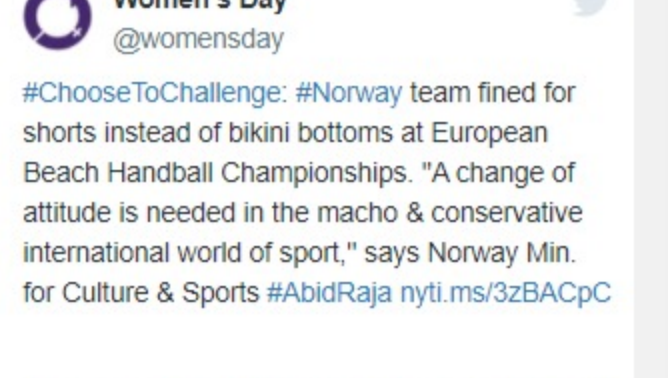 Women's Day
@womensday
#ChooseToChallenge: #Norway team fined for
shorts instead of bikini bottoms at European
Beach Handball Championships. "A change of
attitude is needed in the macho & conservative
international world of sport," says Norway Min.
for Culture & Sports #AbidRaja nyti.ms/3zBACpC